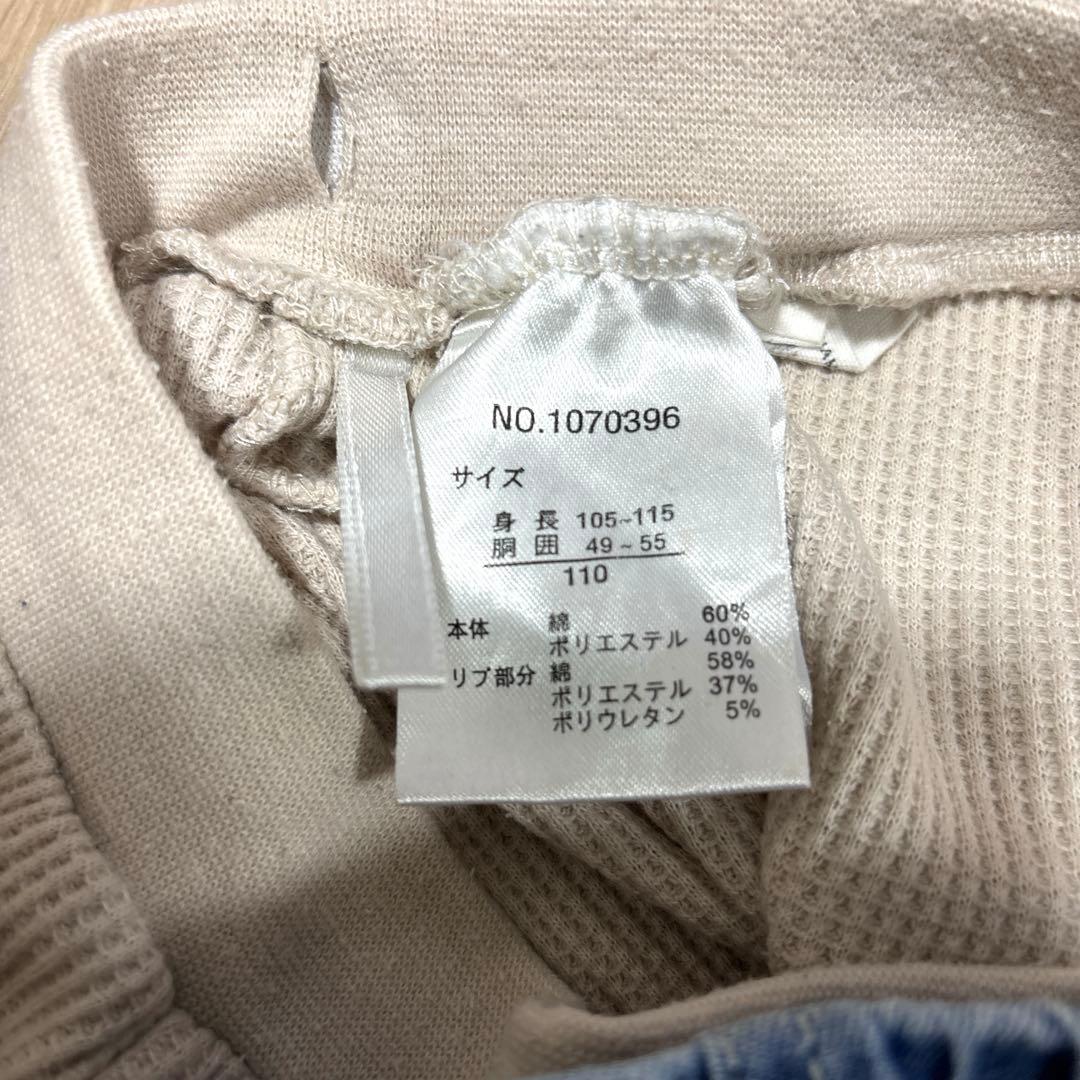 NO.1070396
サイズ
身長 105~115
胴囲 49~55
110
本体 綿 60%
ポリエステル 40%
リブ部分 綿 58%
ポリエステル 37%
ポリウレタン 5%